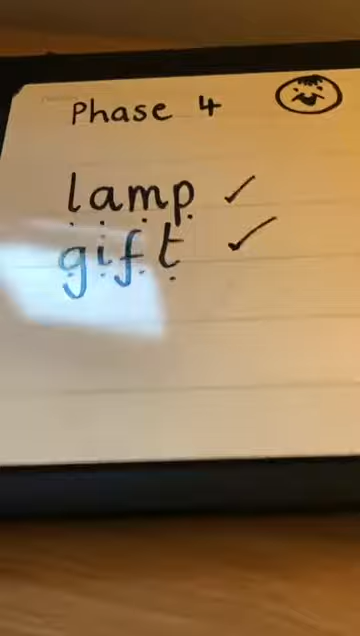 Phase 4
lamp ✓
gift ✓